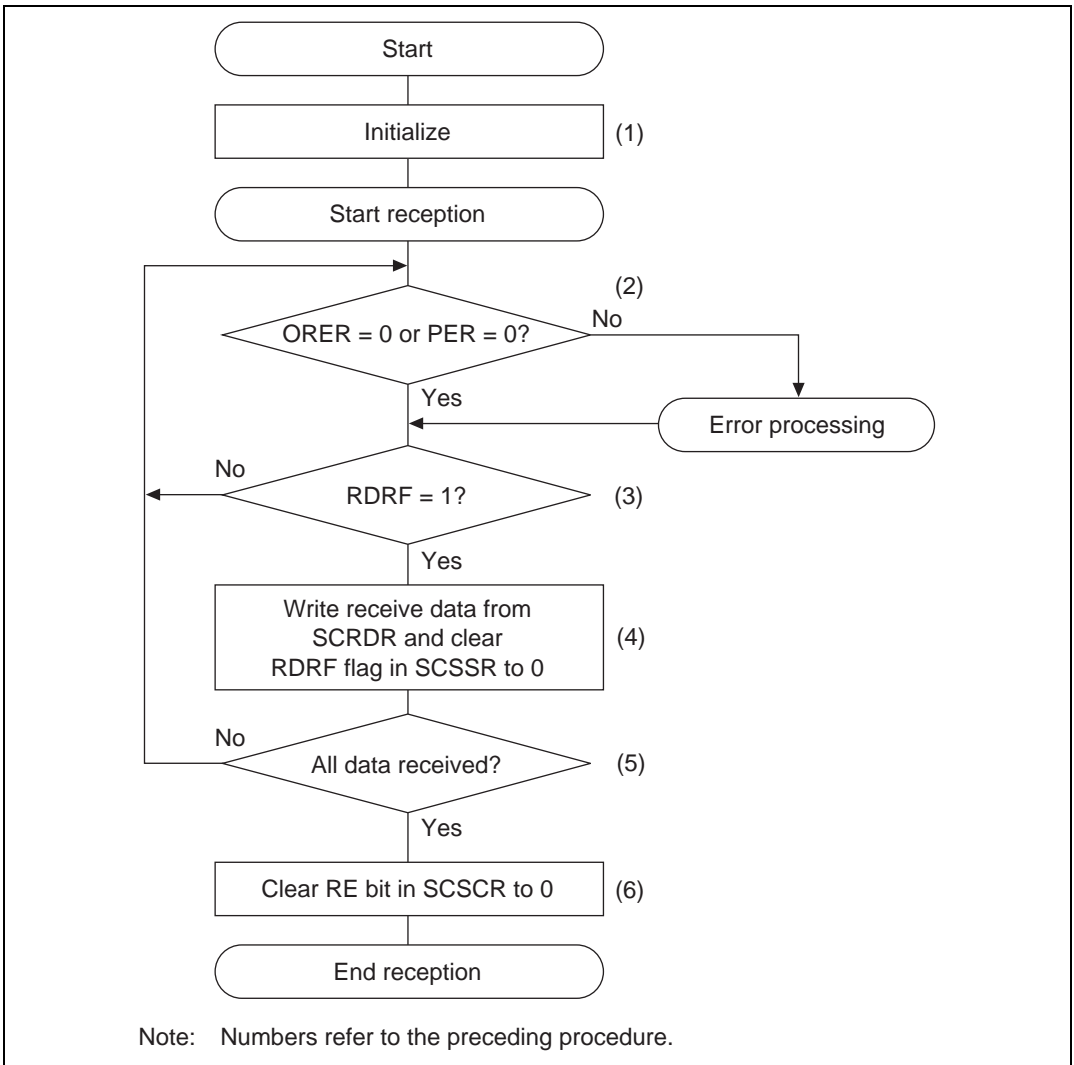 Start
Initialize
(1)
Start reception
(2)
ORER = 0 or PER = 0?
No
Yes
Error processing
No
RDRF = 1?
(3)
Yes
Write receive data from
SCRDR and clear
RDRF flag in SCSSR to 0
(4)
No
All data received?
(5)
Yes
Clear RE bit in SCSCR to 0
(6)
End reception
Note: Numbers refer to the preceding procedure.